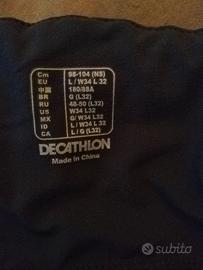 Cm 98-104 (NS)
EU L / W34 L 32
中国 180/88A
BR G (L32)
RU 48-50 (L32)
US W34 L32
MX G/ W34 L32
ID L / W34 L 32
CA L / G (L32)
DECATHLON
Made in China
subito